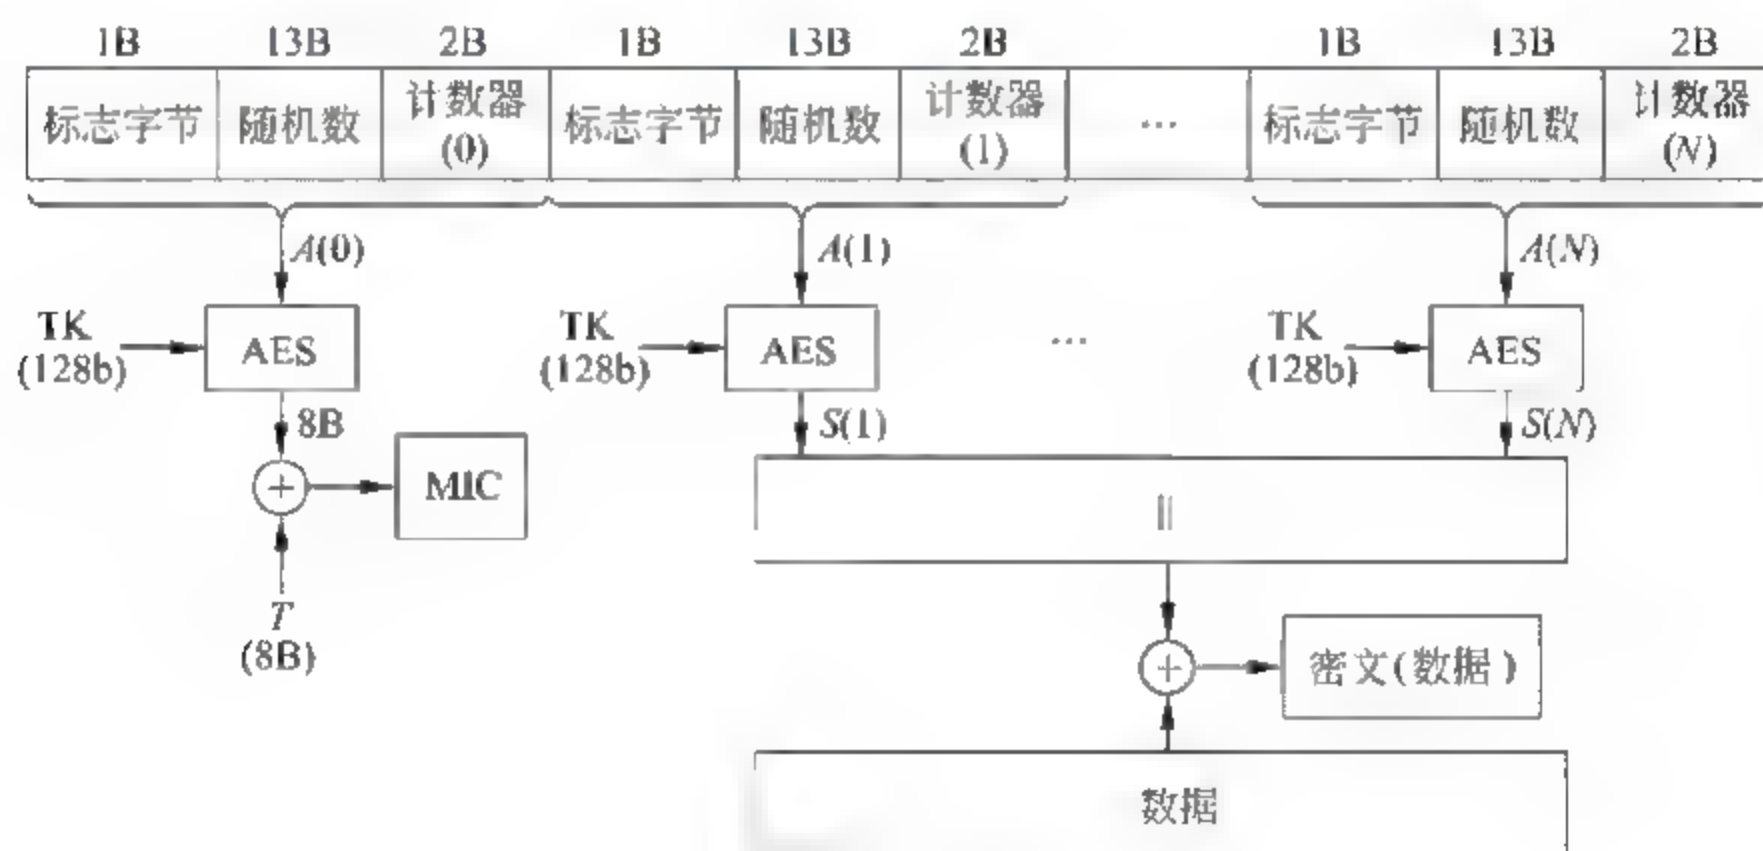 1B 13B 2B 1B 13B 2B 1B 13B 2B
标志字节 随机数 计数器 (0) 标志字节 随机数 计数器 (1) … 标志字节 随机数 计数器 (N)
A(0) A(1) A(N)
TK (128b) AES TK (128b) AES … TK (128b) AES
8B S(1) S(N)
+ MIC ||
T
(8B)
+ 密文(数据)
数据